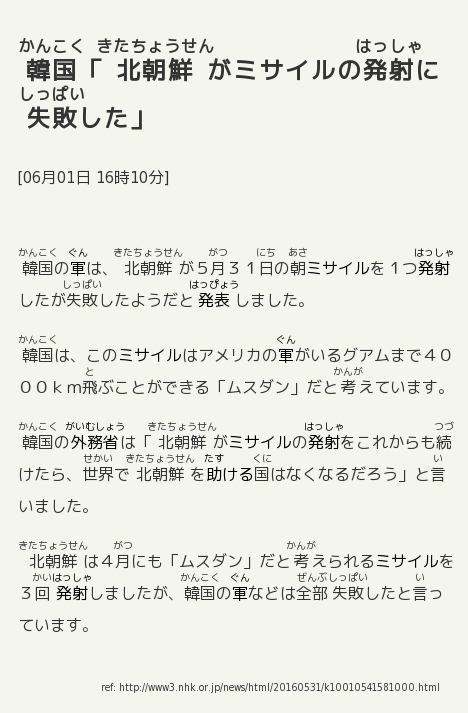 かんこく きたちょうせん はっしゃ
韓国「 北朝鮮 がミサイルの発射に
しっぱい
失敗した」
[06月01日 16時10分]
かんこく ぐん きたちょうせん がつ にち あさ はっしゃ
韓国の軍は、 北朝鮮 が５月３１日の朝ミサイルを１つ発射
しっぱい はっぴょう
したが失敗したようだと 発表 しました。
かんこく ぐん
韓国は、このミサイルはアメリカの軍がいるグアムまで４０
と かんが
００ｋｍ飛ぶことができる「ムスダン」だと考えています。
かんこく がいむしょう きたちょうせん はっしゃ つづ
韓国の外務省は「 北朝鮮 がミサイルの発射をこれからも続
せかい きたちょうせん たす くに い
けたら、世界で 北朝鮮 を助ける国はなくなるだろう」と言
いました。
きたちょうせん がつ かんが
北朝鮮 は４月にも「ムスダン」だと考えられるミサイルを
かいはっしゃ かんこく ぐん ぜんぶしっぱい い
３回 発射しましたが、韓国の軍などは全部 失敗したと言っ
ています。
ref: http://www3.nhk.or.jp/news/html/20160531/k10010541581000.html